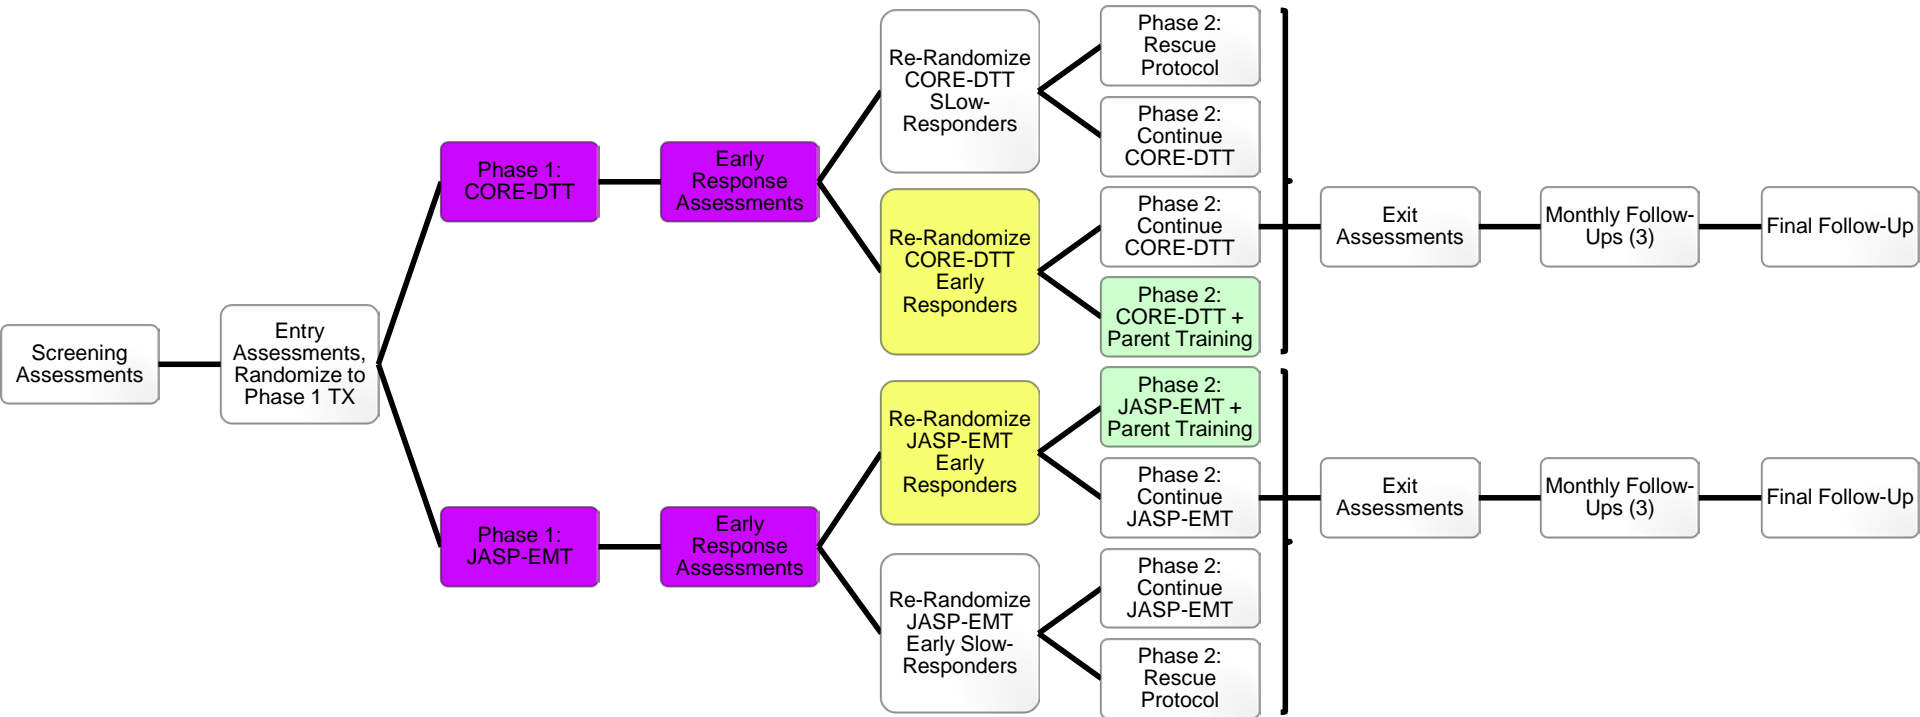 Screening
Assessments
Entry
Assessments,
Randomize to
Phase 1 TX
Phase 1:
CORE-DTT
Early
Response
Assessments
Re-Randomize
CORE-DTT
SLow-
Responders
Phase 2:
Rescue
Protocol
Phase 2:
Continue
CORE-DTT
Re-Randomize
CORE-DTT
Early
Responders
Phase 2:
Continue
CORE-DTT
Phase 2:
CORE-DTT +
Parent Training
Exit
Assessments
Monthly Follow-
Ups (3)
Final Follow-Up
Phase 1:
JASP-EMT
Early
Response
Assessments
Re-Randomize
JASP-EMT
Early
Responders
Phase 2:
JASP-EMT +
Parent Training
Phase 2:
Continue
JASP-EMT
Re-Randomize
JASP-EMT
Early Slow-
Responders
Phase 2:
Continue
JASP-EMT
Phase 2:
Rescue
Protocol
Exit
Assessments
Monthly Follow-
Ups (3)
Final Follow-Up